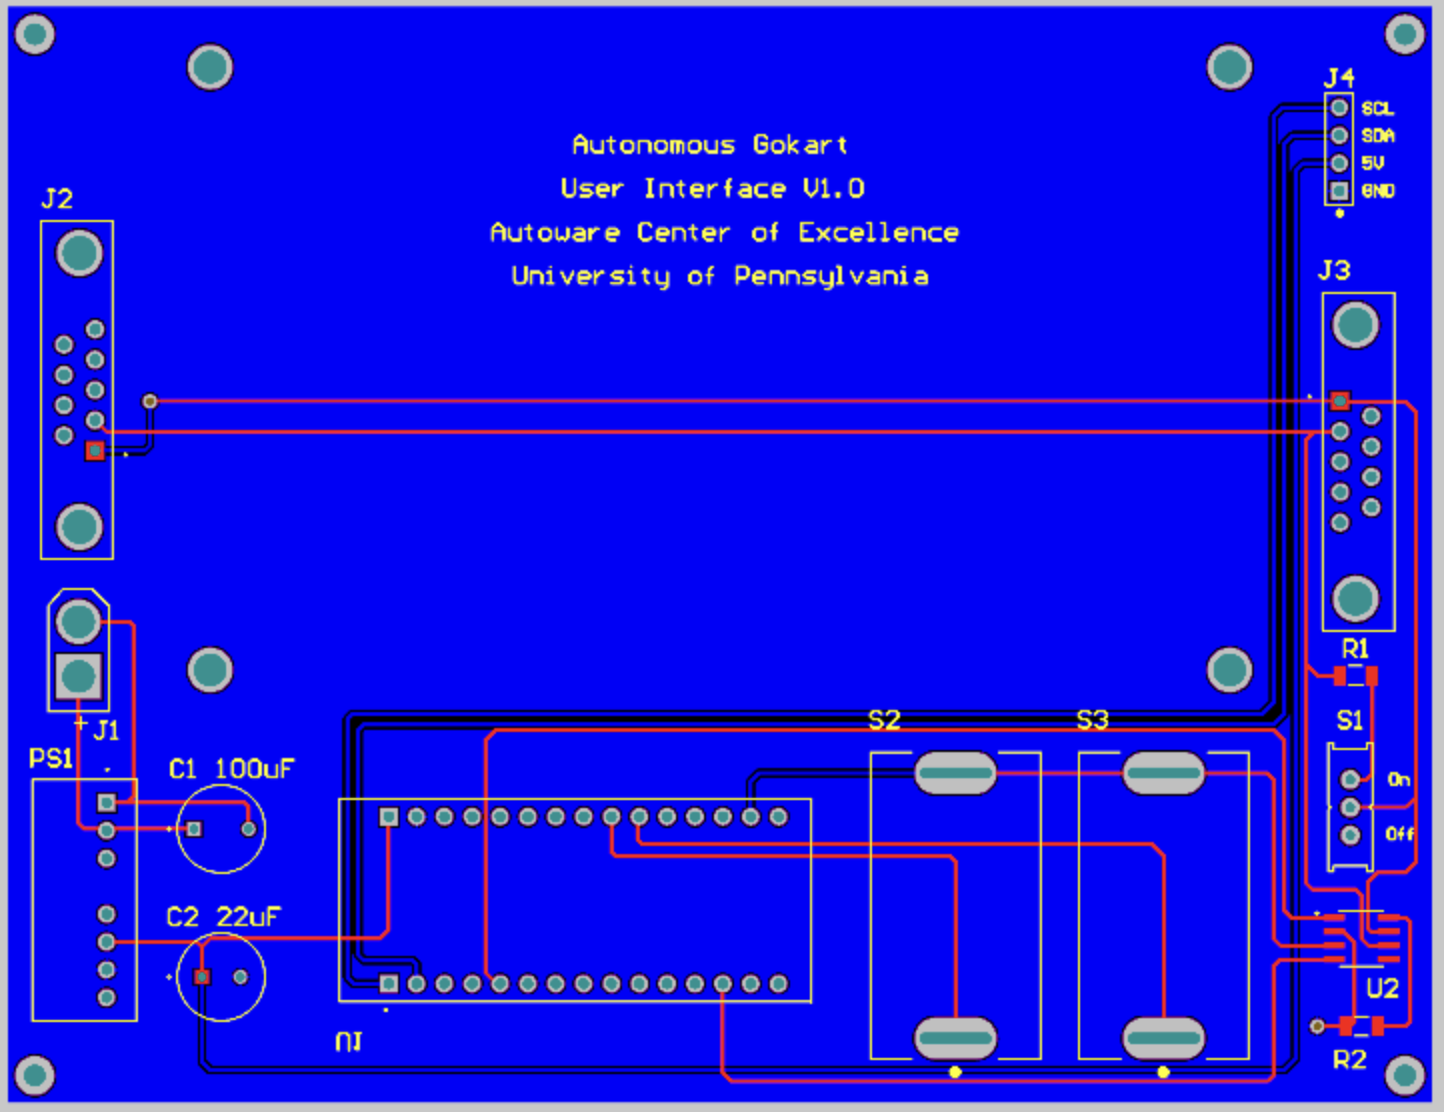 J4
SCL
Autonomous Gokart
SDA
5V
User Interface V1.0
GND
J2
Autoware Center of Excellence
J3
University of Pennsylvania
R1
S2
S3
S1
+
J1
PS1
C1 100uF
On
Off
C2 22uF
U2
U1
R2